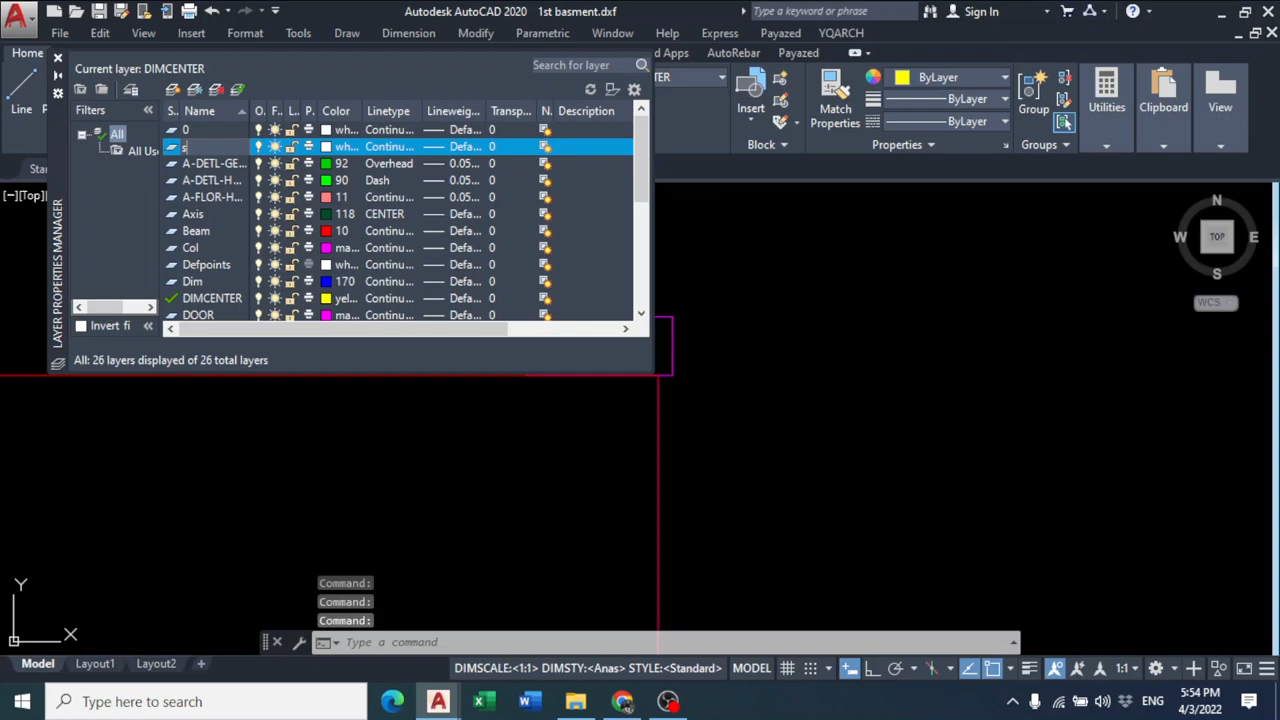 Autodesk AutoCAD 2020 1st basment.dxf
Type a keyword or phrase
Sign In
File Edit View Insert Format Tools Draw Dimension Modify Parametric Window Help Express Payazed YQARCH
Home
d Apps AutoRebar Payazed
Line
Current layer: DIMCENTER
Search for layer
TER
ByLayer
ByLayer
ByLayer
Insert
Match
Properties
Group
Utilities
Clipboard
View
Block
Properties
Groups
Filters
S.. Name O. F.. L.. P.. Color Linetype Lineweig... Transp... N. Description
All
All Us
0 wh... Continu... Defa... 0
s wh... Continu... Defa... 0
A-DETL-GE... 92 Overhead 0.05... 0
A-DETL-H... 90 Dash 0.05... 0
A-FLOR-H... 11 Continu... 0.05... 0
Axis 118 CENTER Defa... 0
Beam 10 Continu... Defa... 0
Col ma... Continu... Defa... 0
Defpoints wh... Continu... Defa... 0
Dim 170 Continu... Defa... 0
DIMCENTER yel... Continu... Defa... 0
DOOR ma... Continu... Defa... 0
Invert fi
All: 26 layers displayed of 26 total layers
LAYER PROPERTIES MANAGER
Star
[−][Top]
N
W TOP E
S
WCS
Y
X
Command:
Command:
Command:
Type a command
Model Layout1 Layout2 +
DIMSCALE:<1:1> DIMSTY:<Anas> STYLE:<Standard> MODEL 1:1
Type here to search
ENG
5:54 PM
4/3/2022